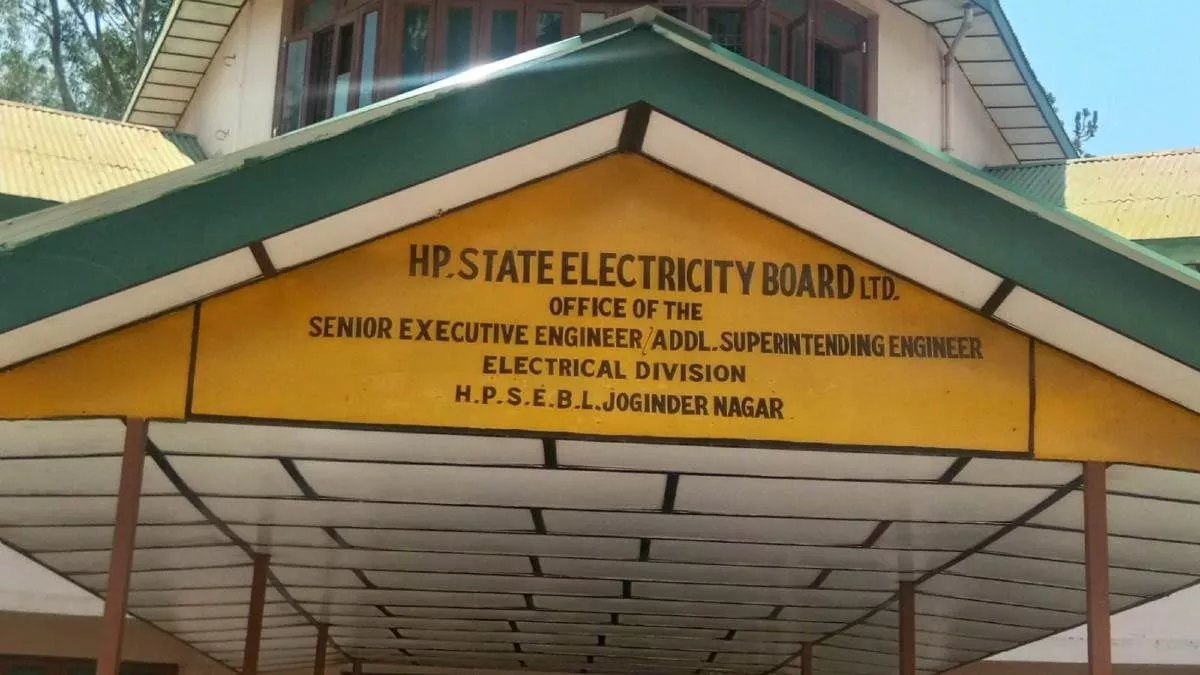 HP.STATE ELECTRICITY BOARD LTD.
OFFICE OF THE
SENIOR EXECUTIVE ENGINEER/ADDL.SUPERINTENDING ENGINEER
ELECTRICAL DIVISION
H.P.S.E.B.L.JOGINDER NAGAR